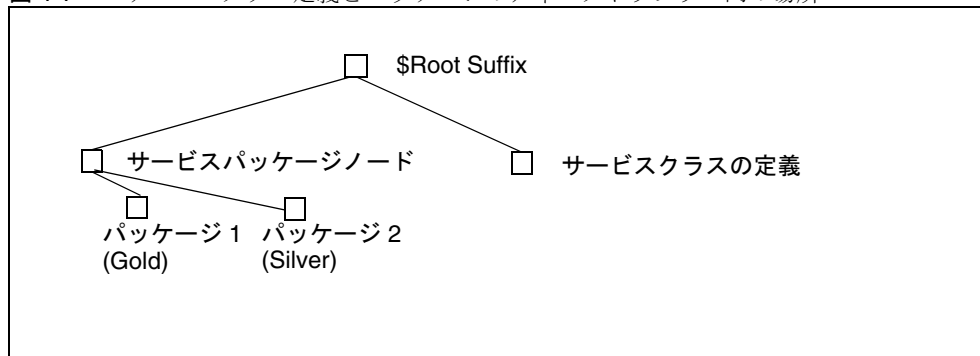 $Root Suffix
サービスパッケージノード
サービスクラスの定義
パッケージ 1 パッケージ 2
(Gold) (Silver)